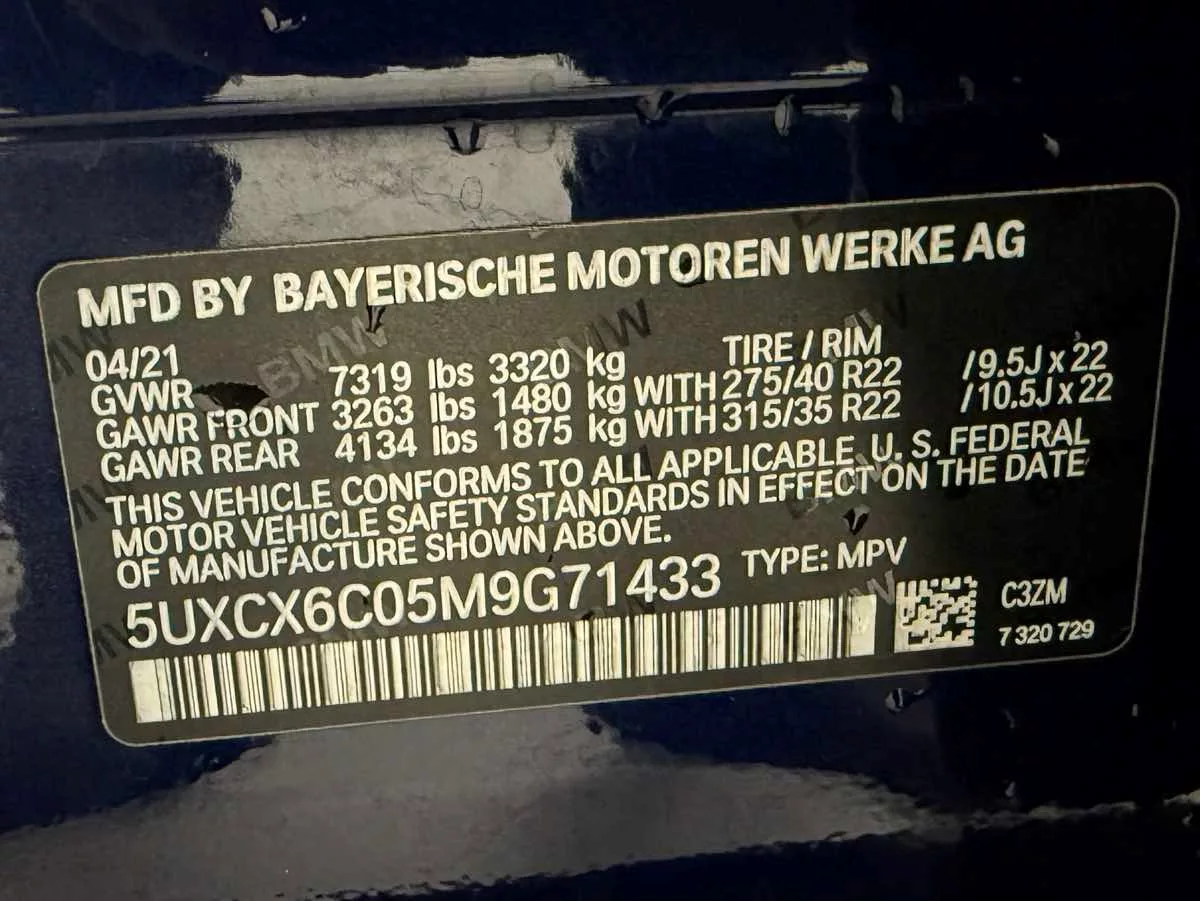 MFD BY BAYERISCHE MOTOREN WERKE AG
04/21 TIRE / RIM
GVWR 7319 lbs 3320 kg
GAWR FRONT 3263 lbs 1480 kg WITH 275/40 R22 /9.5J x 22
GAWR REAR 4134 lbs 1875 kg WITH 315/35 R22 /10.5J x 22
THIS VEHICLE CONFORMS TO ALL APPLICABLE U. S. FEDERAL
MOTOR VEHICLE SAFETY STANDARDS IN EFFECT ON THE DATE
OF MANUFACTURE SHOWN ABOVE.
5UXCX6C05M9G71433 TYPE: MPV
C3ZM
7 320 729
BMW
BMW